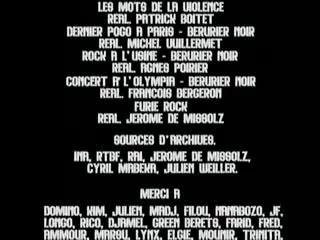 LES MOTS DE LA VIOLENCE
REAL. PATRICK BOITET
DERNIER POGO A PARIS - BERURIER NOIR
REAL. MICHEL VUILLERMET
ROCK A L'USINE - BERURIER NOIR
REAL. AGNES POIRIER
CONCERT A L'OLYMPIA - BERURIER NOIR
REAL. FRANCOIS BERGERON
FURIE ROCK
REAL. JEROME DE MISSOLZ
SOURCES D'ARCHIVES.
INA, RTBF, RAI, JEROME DE MISSOLZ,
CYRIL MABEKA, JULIEN WEILLER.
MERCI A
DOMINO, KIM, JULIEN, MADJ, FILOU, NANABOZO, JF,
LONGO, RICO, DJAMEL, GREEN BERETS, FARID, FRED,
AMMOUR, MARSU, LYNX, ELGIE, MOUNIR, TRINITA,